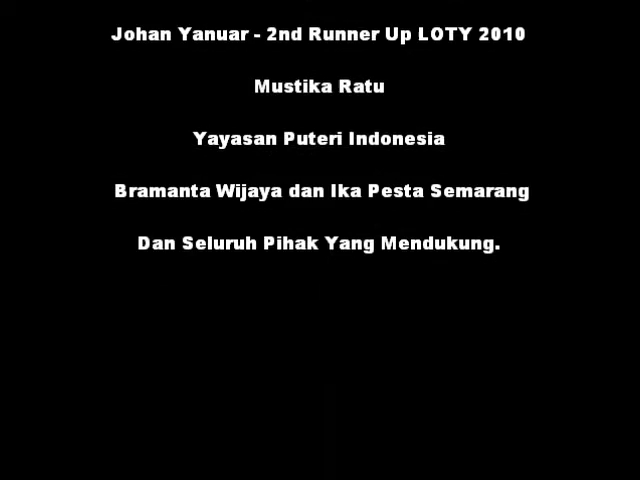 Johan Yanuar - 2nd Runner Up LOTY 2010
Mustika Ratu
Yayasan Puteri Indonesia
Bramanta Wijaya dan Ika Pesta Semarang
Dan Seluruh Pihak Yang Mendukung.